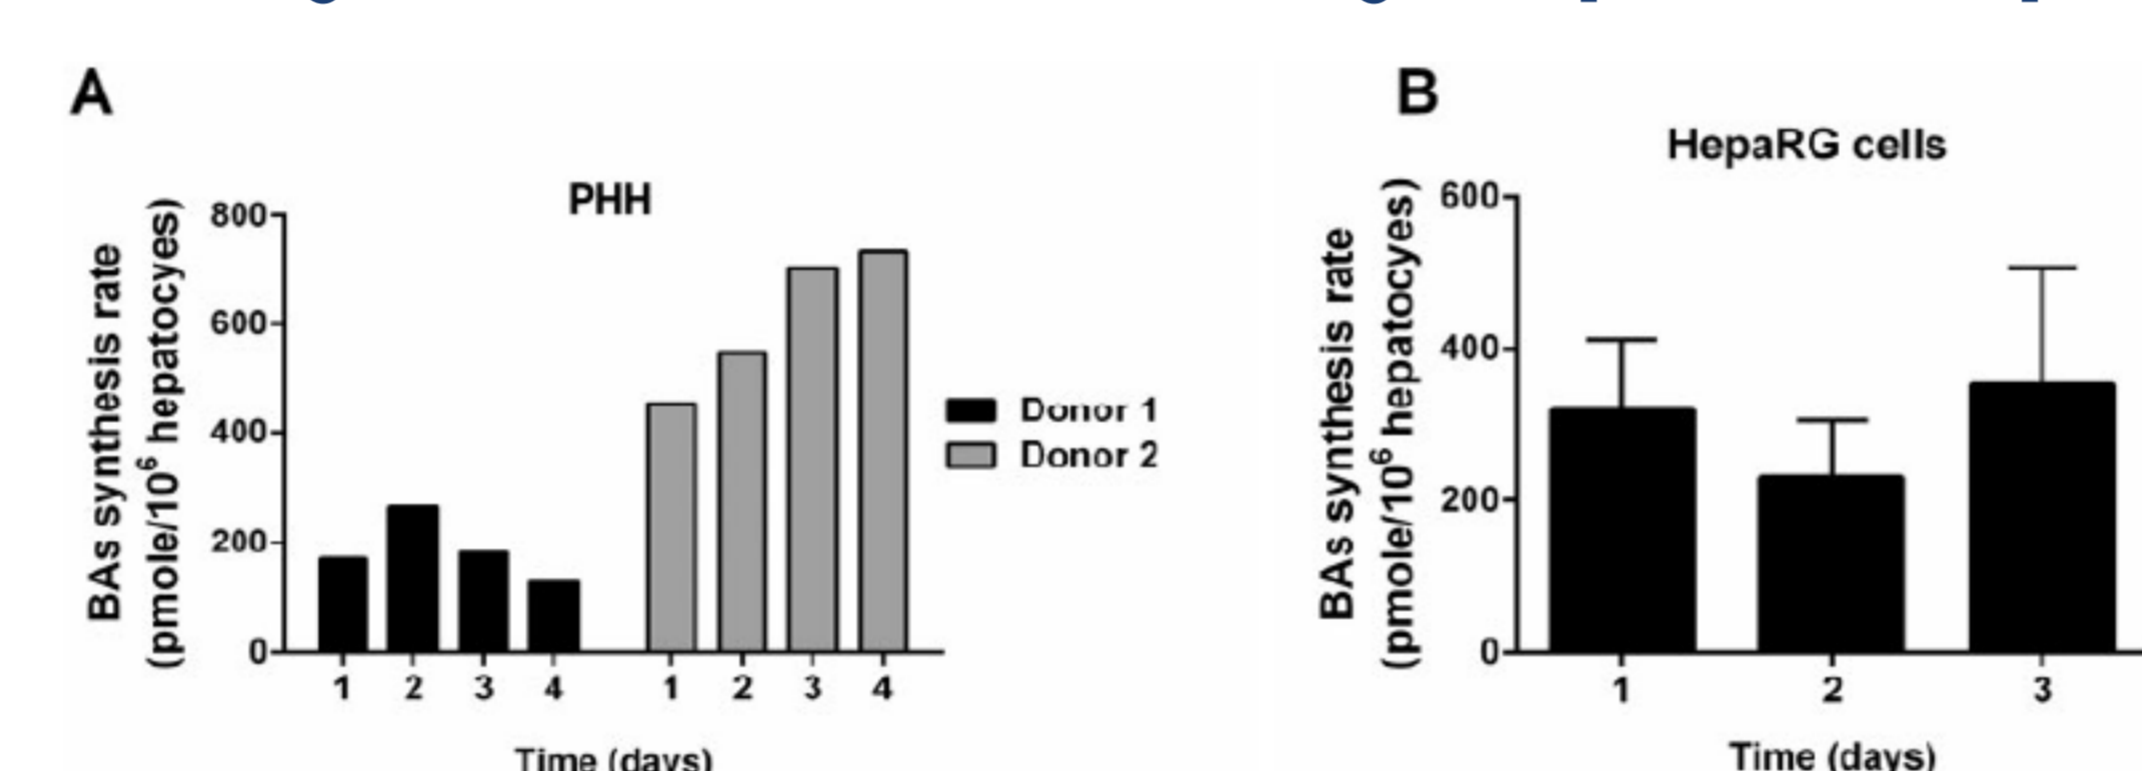 A
PHH
BAs synthesis rate
(pmole/10⁶ hepatocyes)
800
600
400
200
0
1 2 3 4 1 2 3 4
Time (days)
Donor 1
Donor 2
B
HepaRG cells
BAs synthesis rate
(pmole/10⁶ hepatocyes)
600
400
200
0
1 2 3
Time (days)